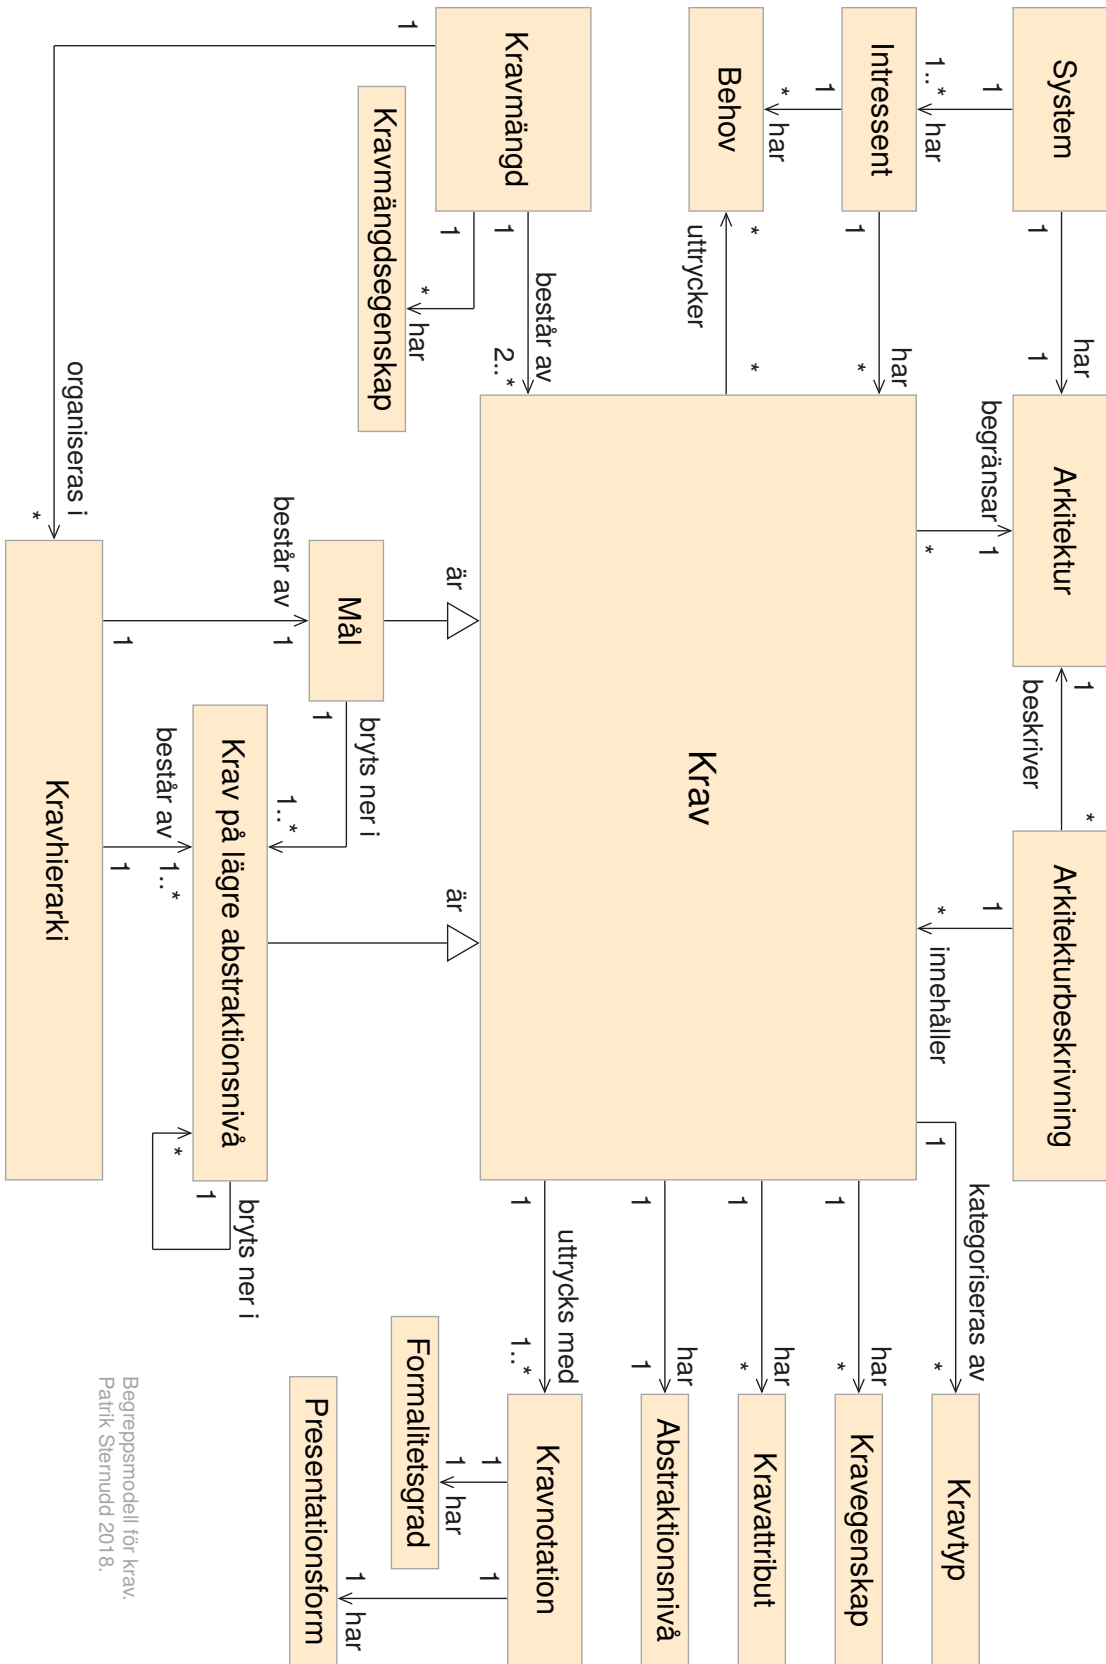 System
1
har
1
Arkitektur
1
beskriver
*
Arkitekturbeskrivning
1
1..*
har
begränsar
1
*
1
*
innehåller
Intressent
1
har
*
1
*
har
Behov
*
uttrycker
*
Krav
1
kategoriseras av
*
Kravtyp
1
har
*
Kravegenskap
1
har
*
Kravattribut
1
har
1
Abstraktionsnivå
1
uttrycks med
1..*
Kravnotation
1
1
har
Formalitetsgrad
1
1
har
Presentationsform
Kravmängd
1
består av
2..*
1
*
har
Kravmängdsegenskap
1
organiseras i
*
är
är
Mål
1
bryts ner i
1..*
Krav på lägre abstraktionsnivå
1
bryts ner i
*
består av
1
1
består av
1..*
1
Kravhierarki
Begreppsmodell för krav.
Patrik Sternudd 2018.